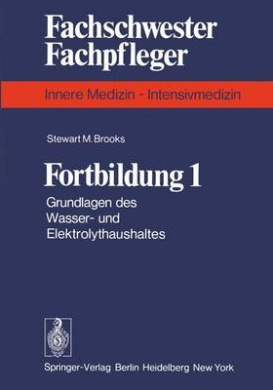 Fachschwester
Fachpfleger
Innere Medizin - Intensivmedizin
Stewart M. Brooks
Fortbildung 1
Grundlagen des
Wasser- und
Elektrolythaushaltes
Springer-Verlag Berlin Heidelberg New York